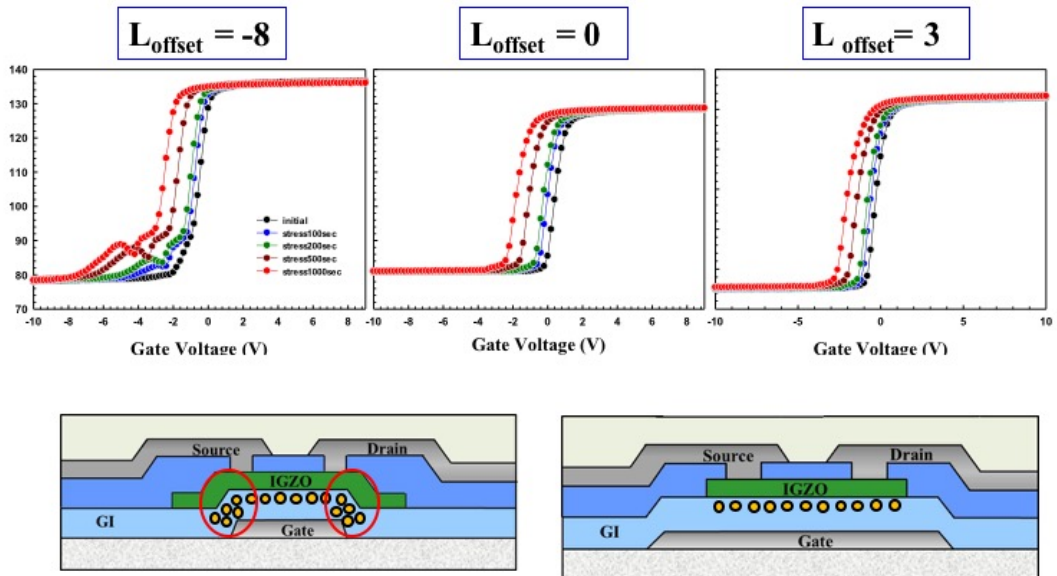 L offset = -8
L offset = 0
L offset= 3
140
130
120
110
100
90
80
70
initial
stress100sec
stress200sec
stress500sec
stress1000sec
-10 -8 -6 -4 -2 0 2 4 6 8
-10 -8 -6 -4 -2 0 2 4 6 8
-10 -5 0 5 10
Gate Voltage (V)
Gate Voltage (V)
Gate Voltage (V)
Source Drain
IGZO
GI
Gate
Source Drain
IGZO
GI
Gate